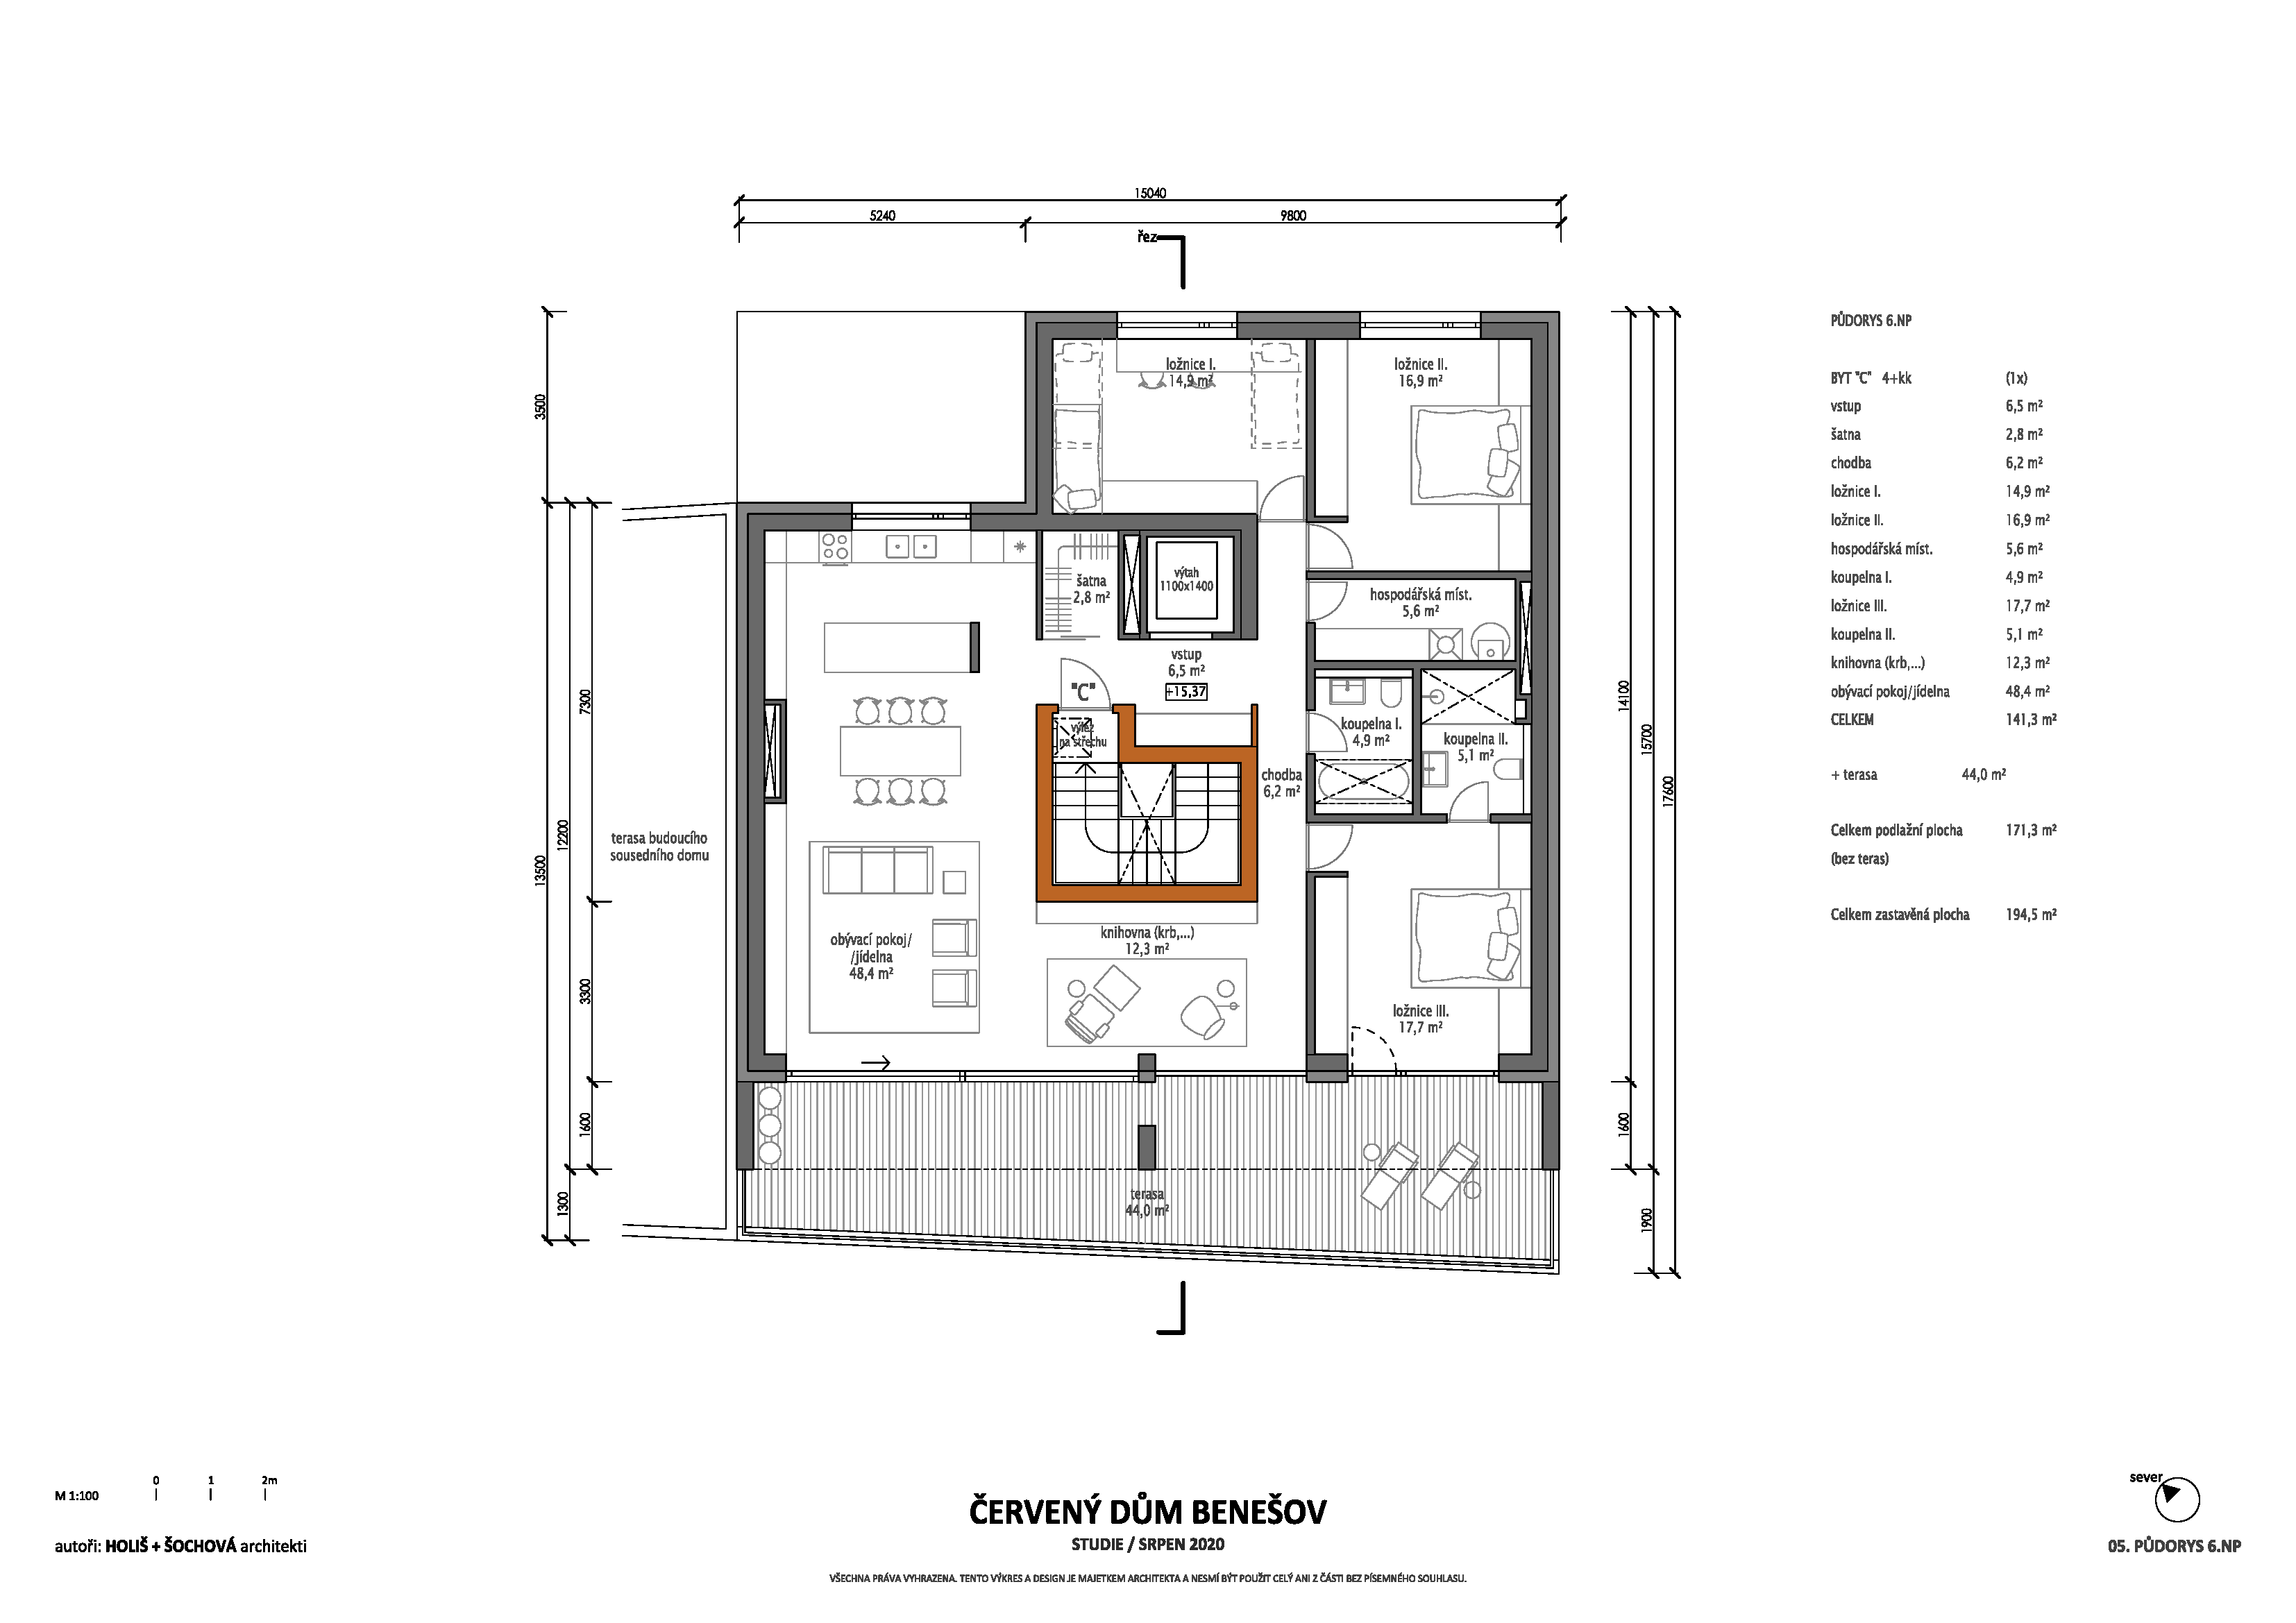 15040
5240
9800
řez
3500
7300
12200
13500
3300
1600
1300
14100
15700
17600
1600
1900
ložnice I.
14,9 m²
ložnice II.
16,9 m²
šatna
2,8 m²
výtah
1100x1400
hospodářská míst.
5,6 m²
vstup
6,5 m²
+15,37
"C"
výlez
na střechu
koupelna I.
4,9 m²
koupelna II.
5,1 m²
chodba
6,2 m²
terasa budoucího
sousedního domu
obývací pokoj/
/jídelna
48,4 m²
knihovna (krb,...)
12,3 m²
ložnice III.
17,7 m²
terasa
44,0 m²
PŮDORYS 6.NP
BYT "C" 4+kk (1x)
vstup 6,5 m²
šatna 2,8 m²
chodba 6,2 m²
ložnice I. 14,9 m²
ložnice II. 16,9 m²
hospodářská míst. 5,6 m²
koupelna I. 4,9 m²
ložnice III. 17,7 m²
koupelna II. 5,1 m²
knihovna (krb,...) 12,3 m²
obývací pokoj/jídelna 48,4 m²
CELKEM 141,3 m²
+ terasa 44,0 m²
Celkem podlažní plocha 171,3 m²
(bez teras)
Celkem zastavěná plocha 194,5 m²
M 1:100
0 1 2m
autoři: HOLIŠ + ŠOCHOVÁ architekti
ČERVENÝ DŮM BENEŠOV
STUDIE / SRPEN 2020
VŠECHNA PRÁVA VYHRAZENA. TENTO VÝKRES A DESIGN JE MAJETKEM ARCHITEKTA A NESMÍ BÝT POUŽIT CELÝ ANI Z ČÁSTI BEZ PÍSEMNÉHO SOUHLASU.
sever
05. PŮDORYS 6.NP